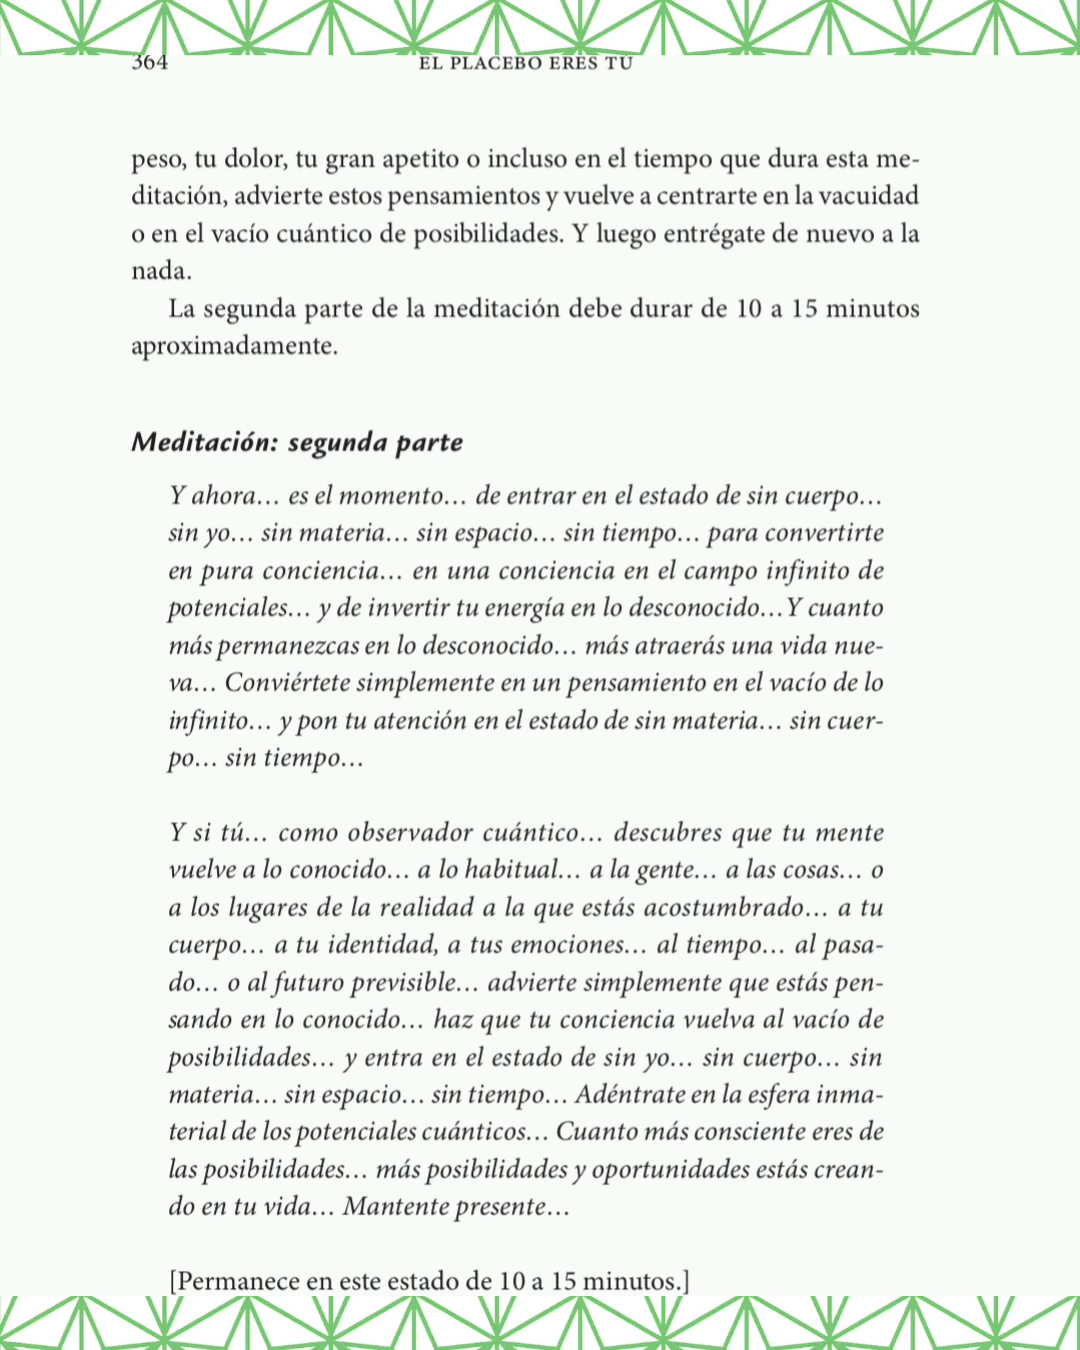 364
EL PLACEBO ERES TÚ
peso, tu dolor, tu gran apetito o incluso en el tiempo que dura esta me-
ditación, advierte estos pensamientos y vuelve a centrarte en la vacuidad
o en el vacío cuántico de posibilidades. Y luego entrégate de nuevo a la
nada.
La segunda parte de la meditación debe durar de 10 a 15 minutos
aproximadamente.
Meditación: segunda parte
Y ahora… es el momento… de entrar en el estado de sin cuerpo…
sin yo… sin materia… sin espacio… sin tiempo… para convertirte
en pura conciencia… en una conciencia en el campo infinito de
potenciales… y de invertir tu energía en lo desconocido…Y cuanto
más permanezcas en lo desconocido… más atraerás una vida nue-
va… Conviértete simplemente en un pensamiento en el vacío de lo
infinito… y pon tu atención en el estado de sin materia… sin cuer-
po… sin tiempo…
Y si tú… como observador cuántico… descubres que tu mente
vuelve a lo conocido… a lo habitual… a la gente… a las cosas… o
a los lugares de la realidad a la que estás acostumbrado… a tu
cuerpo… a tu identidad, a tus emociones… al tiempo… al pasa-
do… o al futuro previsible… advierte simplemente que estás pen-
sando en lo conocido… haz que tu conciencia vuelva al vacío de
posibilidades… y entra en el estado de sin yo… sin cuerpo… sin
materia… sin espacio… sin tiempo… Adéntrate en la esfera inma-
terial de los potenciales cuánticos… Cuanto más consciente eres de
las posibilidades… más posibilidades y oportunidades estás crean-
do en tu vida… Mantente presente…
[Permanece en este estado de 10 a 15 minutos.]